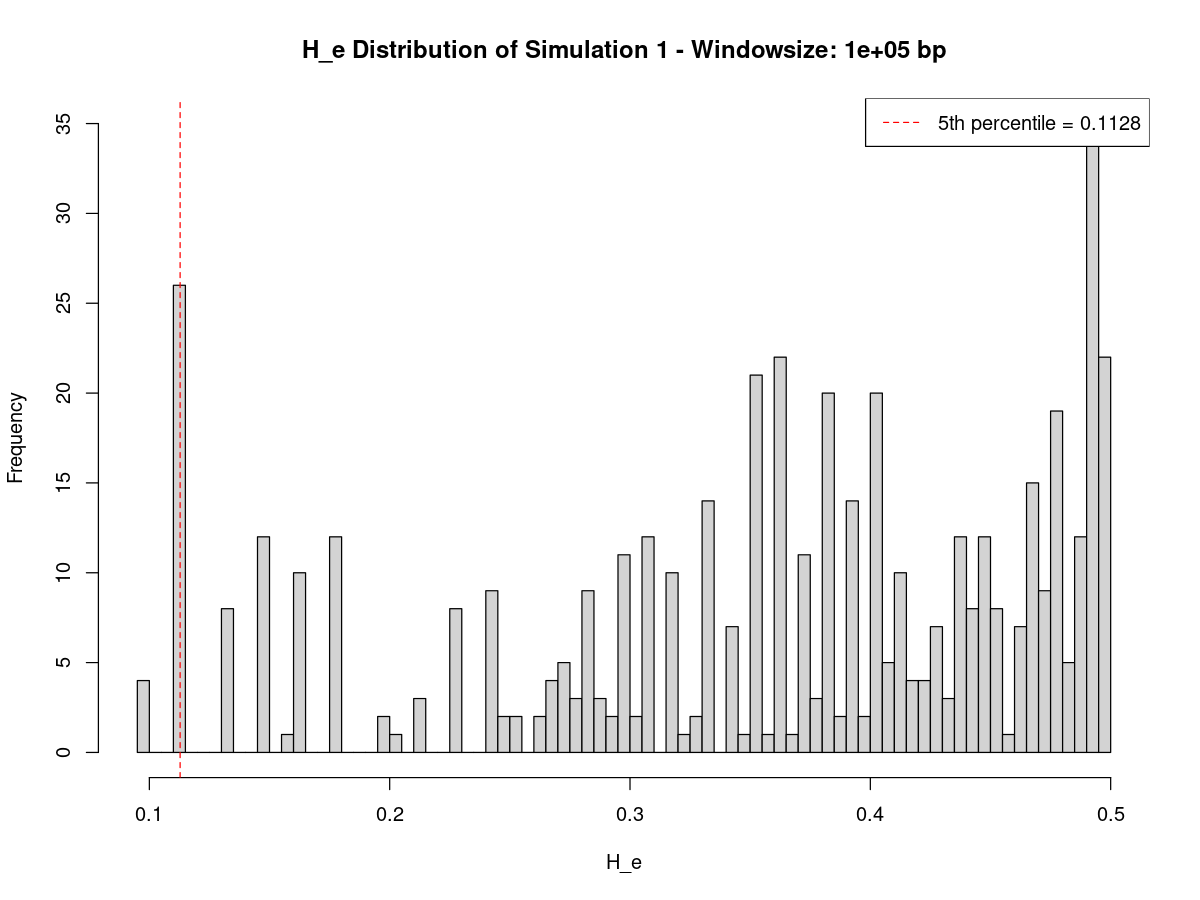 H_e Distribution of Simulation 1 - Windowsize: 1e+05 bp
5th percentile = 0.1128
35
30
25
20
15
10
5
0
Frequency
0.1 0.2 0.3 0.4 0.5
H_e